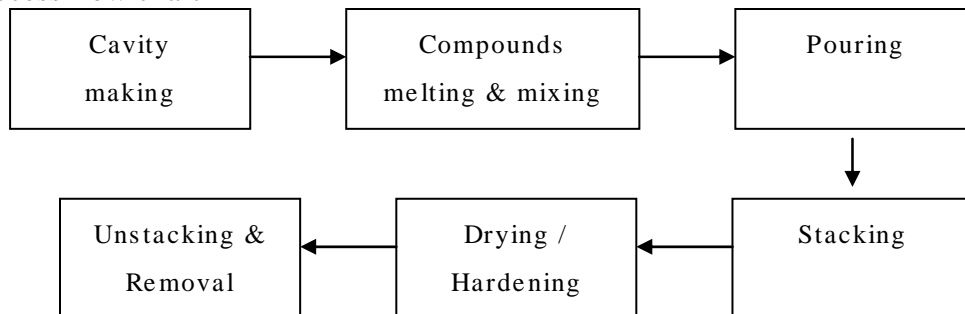 Cavity
making
Compounds
melting & mixing
Pouring
Unstacking &
Removal
Drying /
Hardening
Stacking